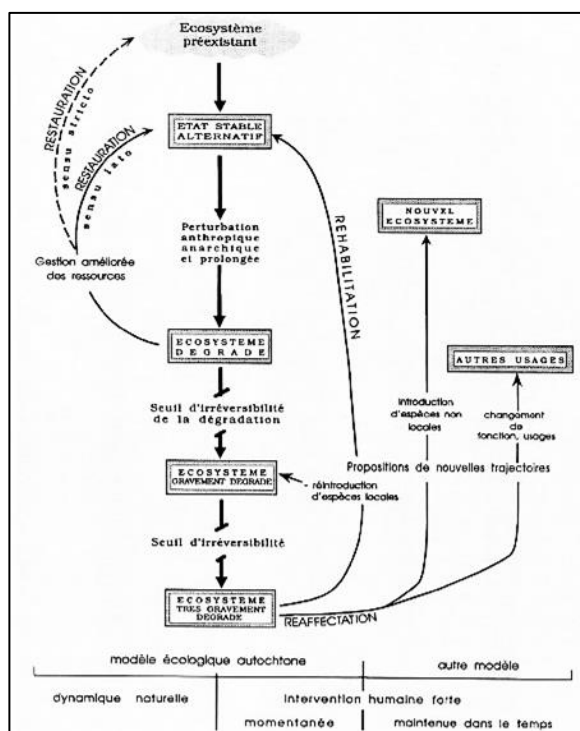 Ecosystème
préexistant
RESTAURATION
sensu stricto
RESTAURATION
sensu lato
ETAT STABLE
ALTERNATIF
Perturbation
anthropique
anarchique
et prolongée
Gestion améliorée
des ressources
REHABILITATION
NOUVEL
ECOSYSTEME
ECOSYSTEME
DEGRADE
AUTRES USAGES
Seuil d'irréversibilité
de la dégradation
introduction
d'espèces non
locales
changement
de
fonction, usages
Propositions de nouvelles trajectoires
ECOSYSTEME
GRAVEMENT DEGRADE
réintroduction
d'espèces locales
Seuil d'irréversibilité
ECOSYSTEME
TRES GRAVEMENT
DEGRADE
REAFFECTATION
modèle écologique autochtone
autre modèle
dynamique naturelle
intervention humaine forte
momentanée
maintenue dans le temps